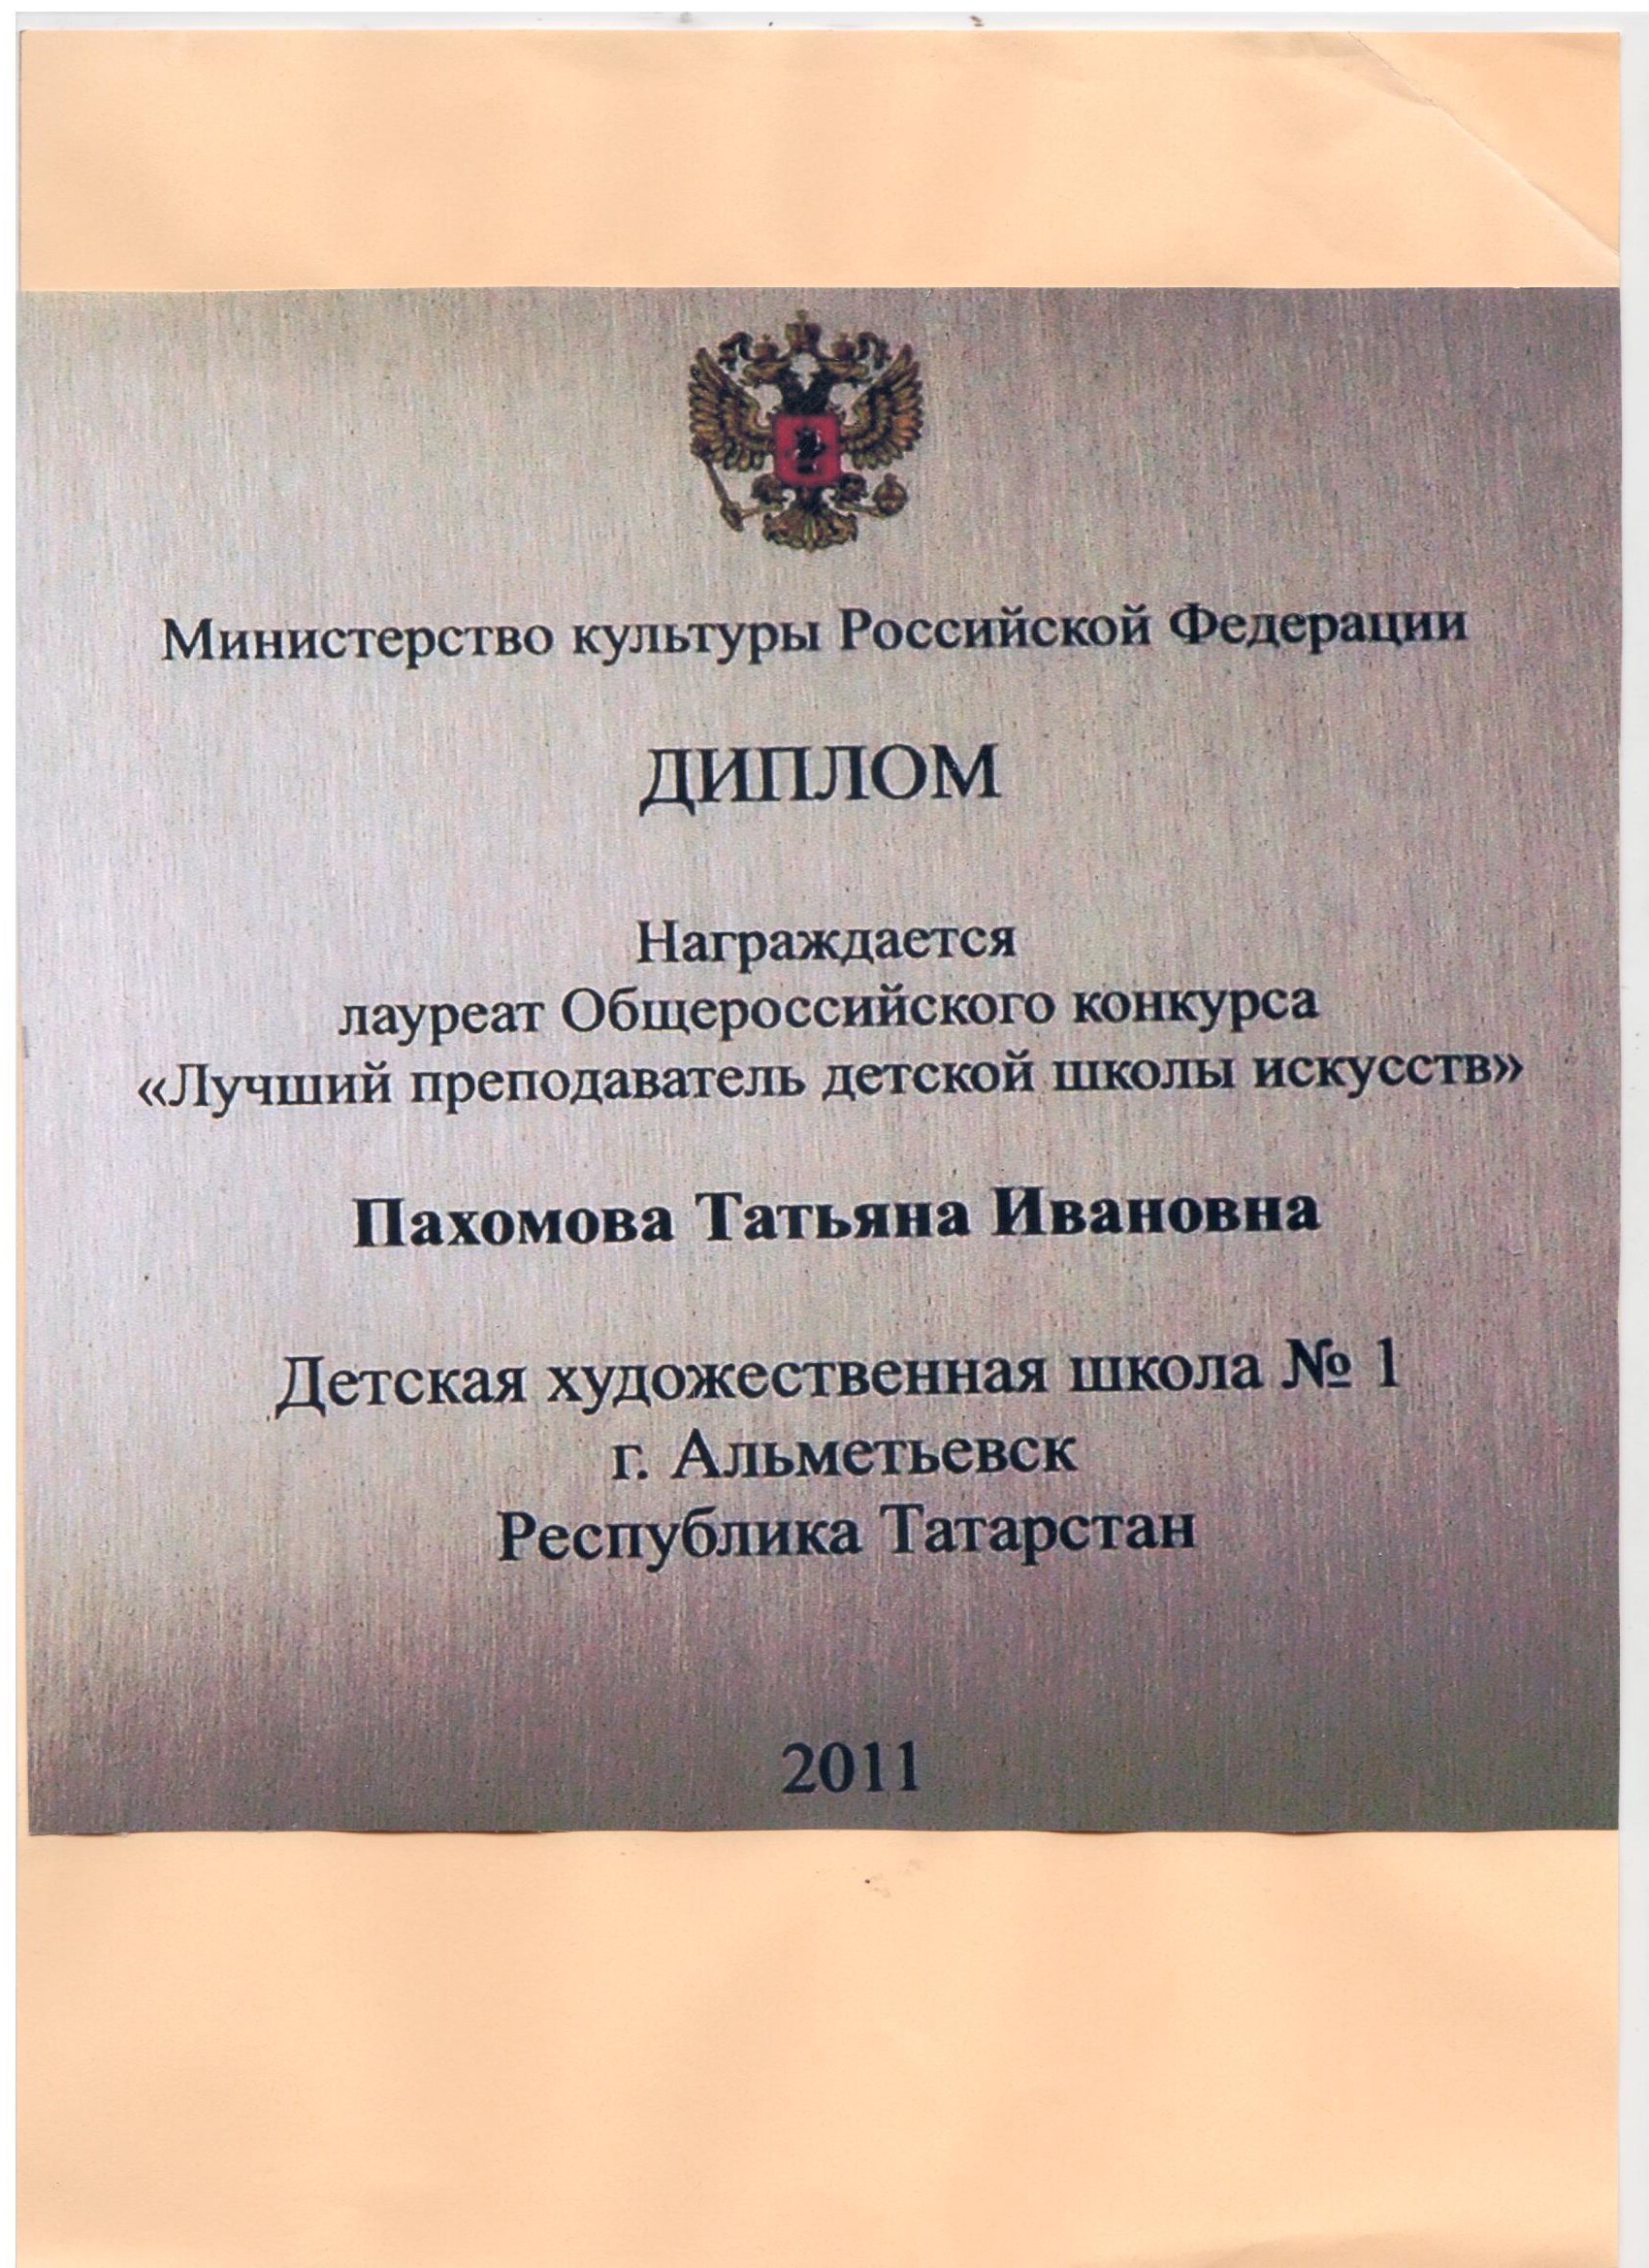 Министерство культуры Российской Федерации
ДИПЛОМ
Награждается
лауреат Общероссийского конкурса
«Лучший преподаватель детской школы искусств»
Пахомова Татьяна Ивановна
Детская художественная школа № 1
г. Альметьевск
Республика Татарстан
2011